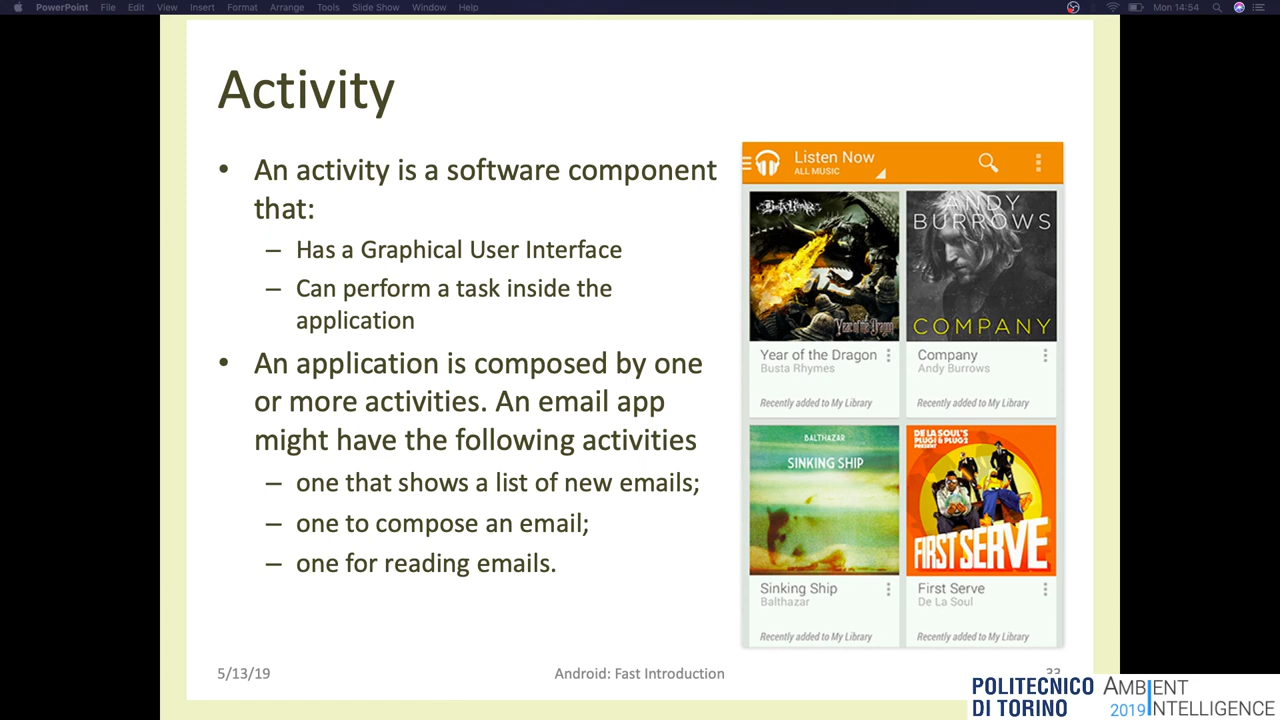 PowerPoint File Edit View Insert Format Arrange Tools Slide Show Window Help Mon 14:54
Activity
• An activity is a software component
that:
– Has a Graphical User Interface
– Can perform a task inside the
application
• An application is composed by one
or more activities. An email app
might have the following activities
– one that shows a list of new emails;
– one to compose an email;
– one for reading emails.
Listen Now
ALL MUSIC
Year of the Dragon
ANDY
BURROWS
COMPANY
Year of the Dragon
Busta Rhymes
Recently added to My Library
Company
Andy Burrows
Recently added to My Library
BALTHAZAR
SINKING SHIP
DE LA SOUL'S
PLUG 1 & PLUG 2
PRESENT
FIRST SERVE
Sinking Ship
Balthazar
Recently added to My Library
First Serve
De La Soul
Recently added to My Library
5/13/19 Android: Fast Introduction 33
POLITECNICO
DI TORINO
AMBIENT
2019 INTELLIGENCE